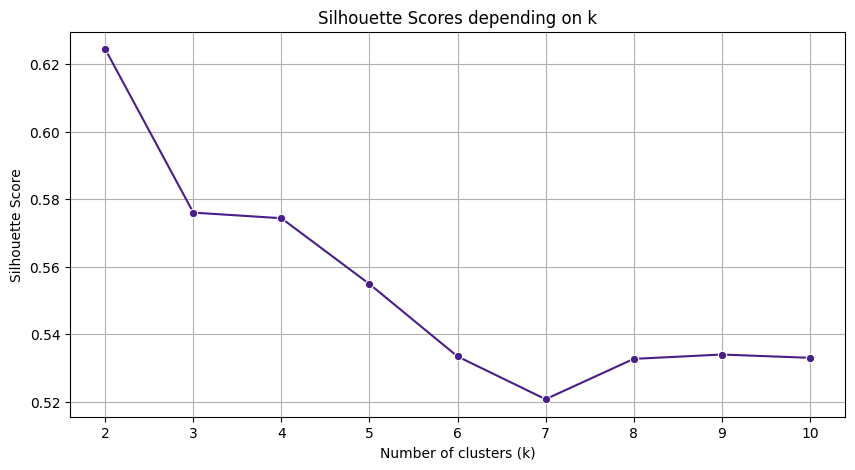 Silhouette Scores depending on k
Silhouette Score
0.62
0.60
0.58
0.56
0.54
0.52
2 3 4 5 6 7 8 9 10
Number of clusters (k)